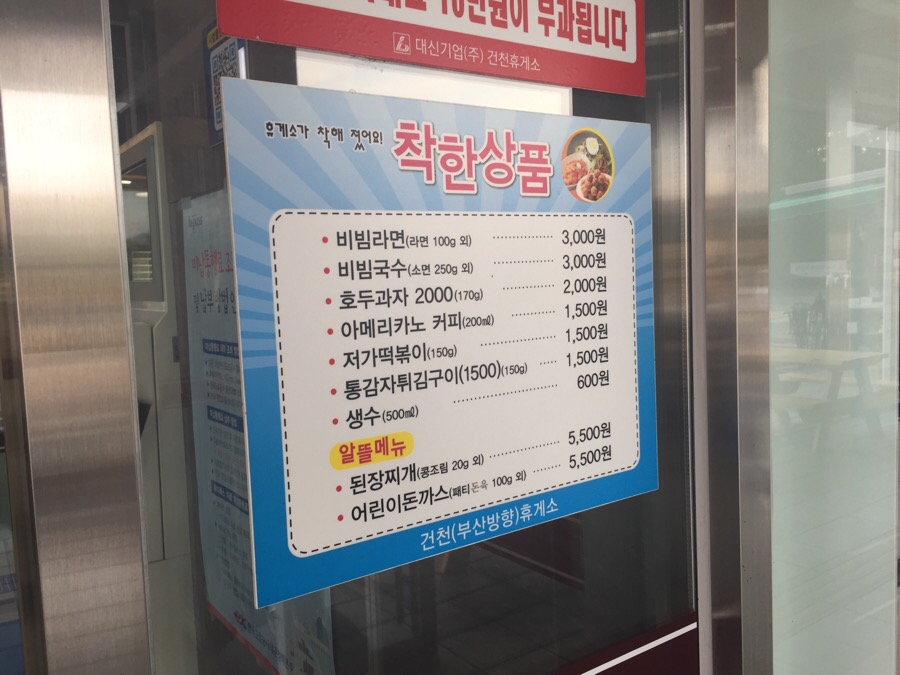 부과됩니다
대신기업(주) 건천휴게소
휴게소가 착해 졌어요!
착한상품
• 비빔라면(라면 100g 외) ............... 3,000원
• 비빔국수(소면 250g 외) ............... 3,000원
• 호두과자 2000(170g) ............... 2,000원
• 아메리카노 커피(200㎖) ............... 1,500원
• 저가떡볶이(150g) ............... 1,500원
• 통감자튀김구이(1500)(150g) ..... 1,500원
• 생수(500㎖) ............... 600원
알뜰메뉴
• 된장찌개(콩조림 20g 외) ............... 5,500원
• 어린이돈까스(패티돈육 100g 외) ........... 5,500원
건천(부산방향)휴게소